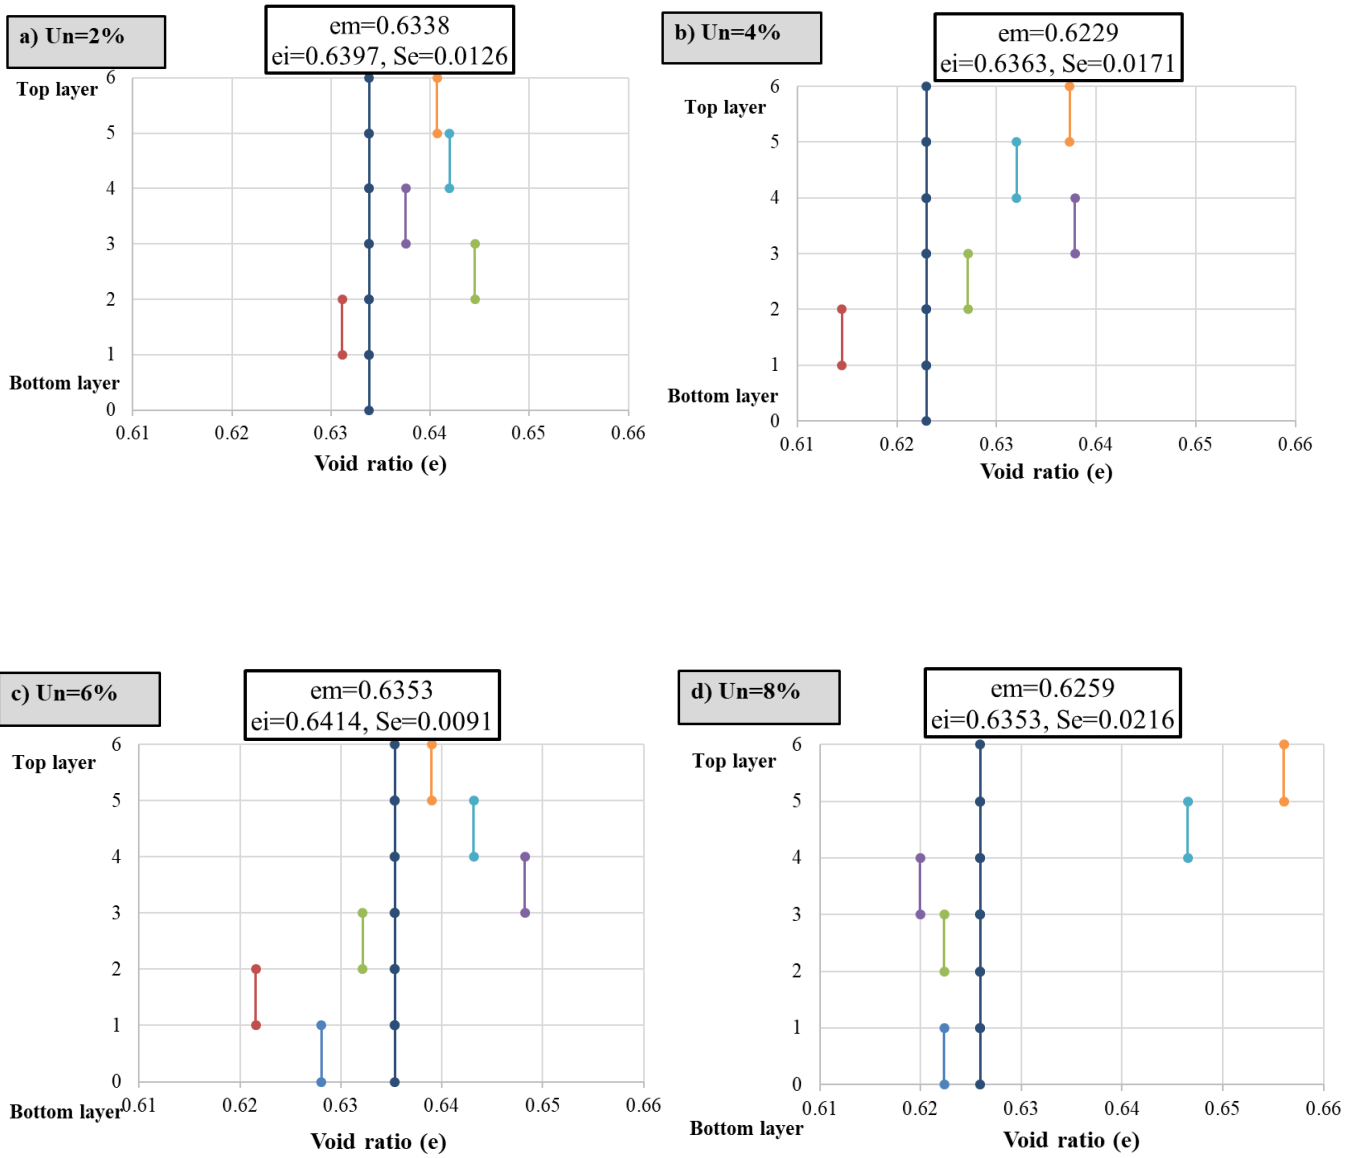 a) Un=2%
em=0.6338
ei=0.6397, Se=0.0126
Top layer
6
5
4
3
2
1
Bottom layer
0
0.61 0.62 0.63 0.64 0.65 0.66
Void ratio (e)
b) Un=4%
em=0.6229
ei=0.6363, Se=0.0171
6
Top layer
5
4
3
2
1
Bottom layer
0
0.61 0.62 0.63 0.64 0.65 0.66
Void ratio (e)
c) Un=6%
em=0.6353
ei=0.6414, Se=0.0091
6
Top layer
5
4
3
2
1
0
Bottom layer
0.61 0.62 0.63 0.64 0.65 0.66
Void ratio (e)
d) Un=8%
em=0.6259
ei=0.6353, Se=0.0216
6
Top layer
5
4
3
2
1
0
0.61 0.62 0.63 0.64 0.65 0.66
Bottom layer
Void ratio (e)